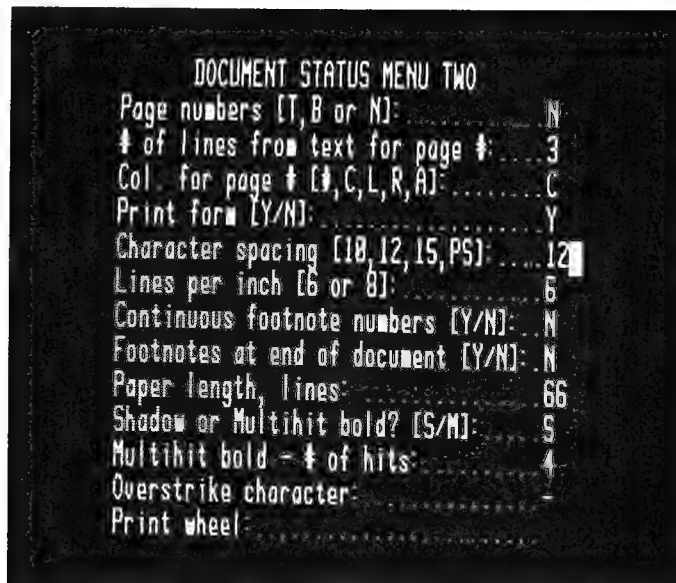 DOCUMENT STATUS MENU TWO
Page numbers [T,B or N]:..................N
# of lines from text for page #:....3
Col. for page # [#,C,L,R,A]:........C
Print form [Y/N]:.........................Y
Character spacing [10,12,15,PS]:....12
Lines per inch [6 or 8]:..................6
Continuous footnote numbers [Y/N]:..N
Footnotes at end of document [Y/N]:.N
Paper length, lines:.....................66
Shadow or Multihit bold? [S/M]:.....S
Multihit bold - # of hits:..............4
Overstrike character:....................-
Print wheel:..............................